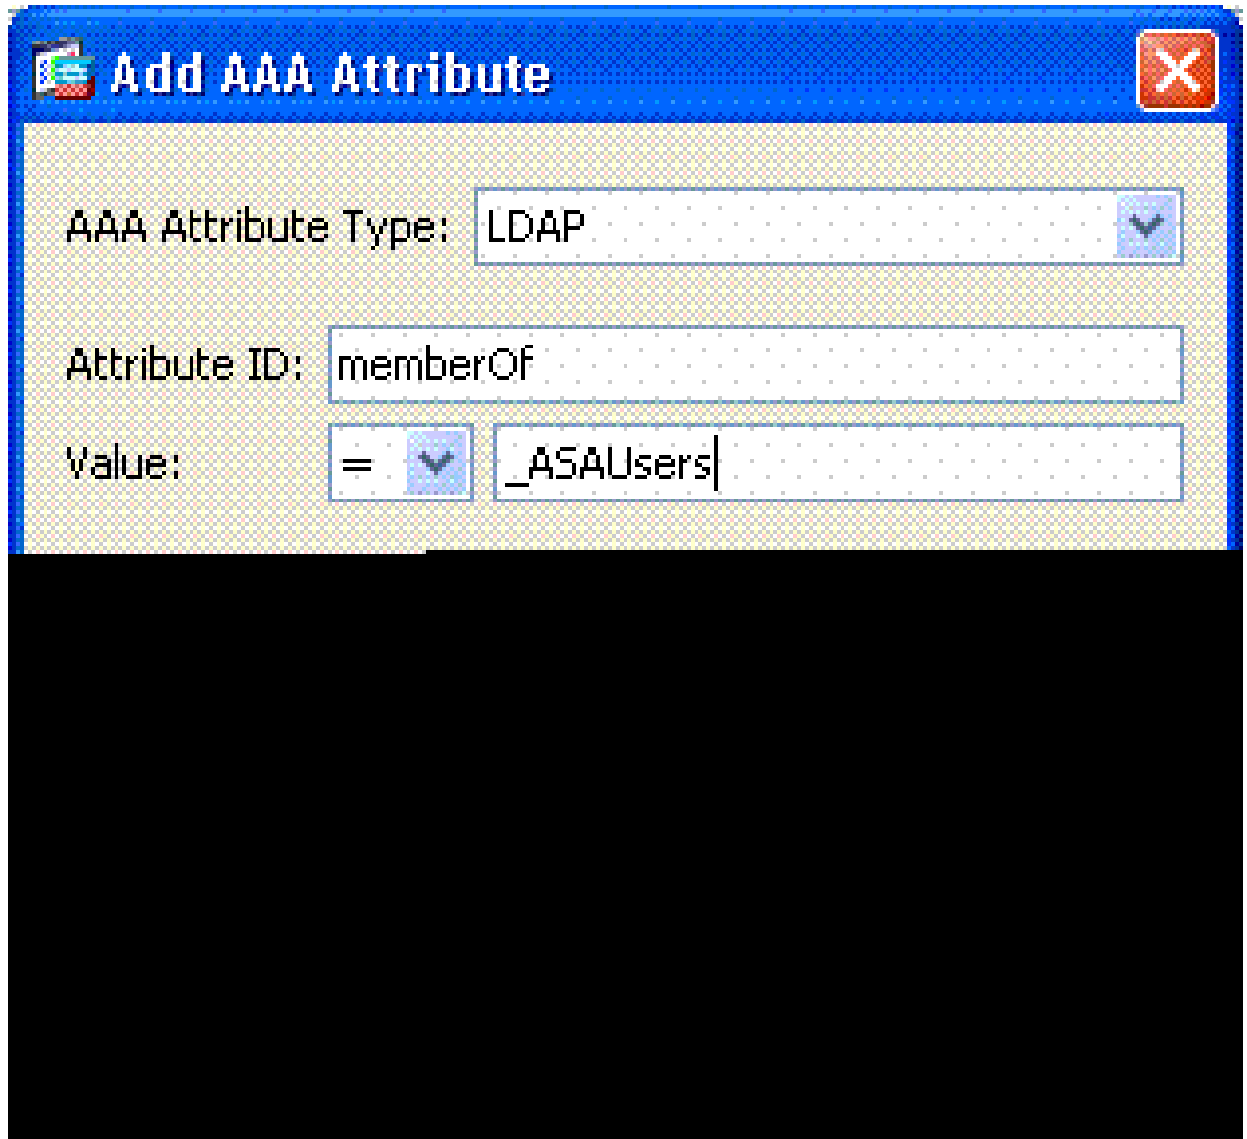 Add AAA Attribute
AAA Attribute Type: LDAP
Attribute ID: memberOf
Value: = _ASAUsers